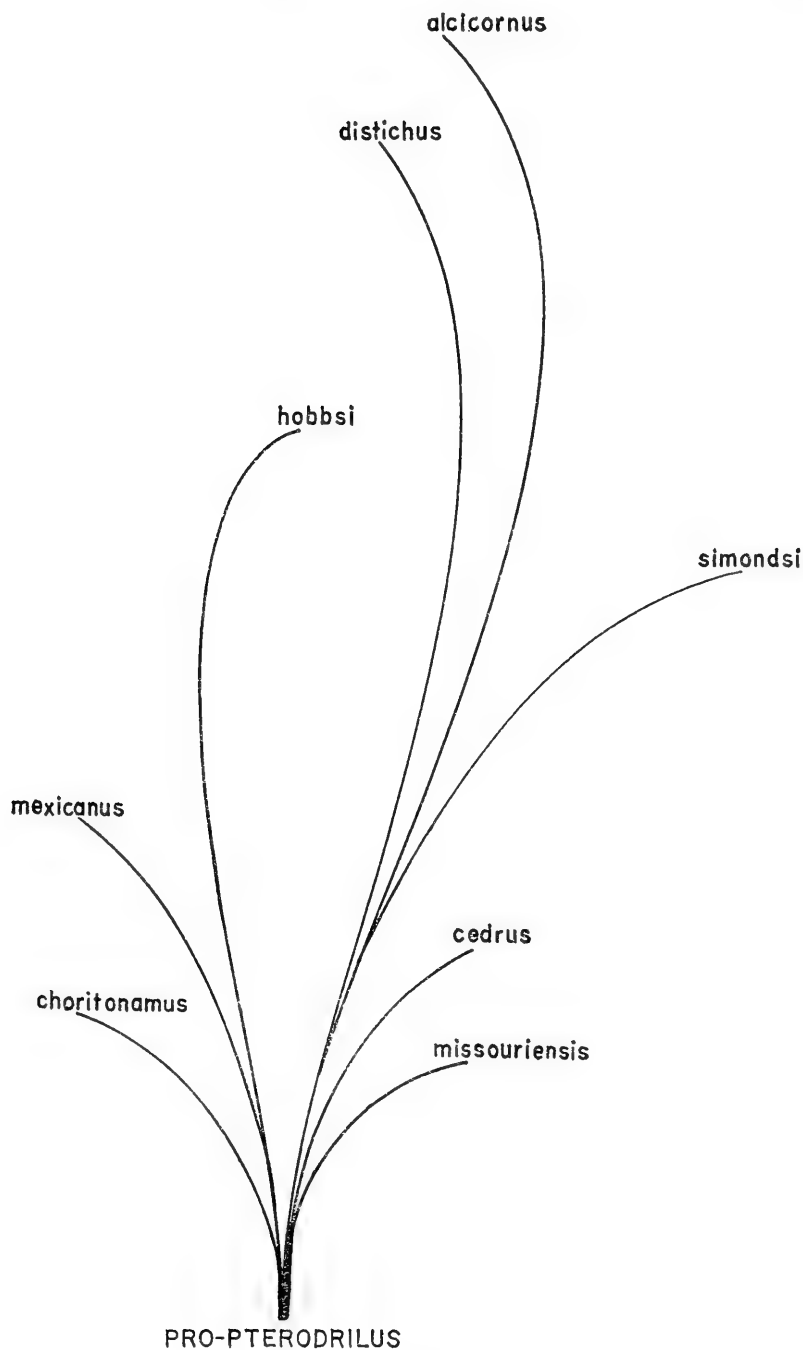 alcicornus
distichus
hobbsi
simondsi
mexicanus
cedrus
choritonamus
missouriensis
PRO-PTERODRILUS